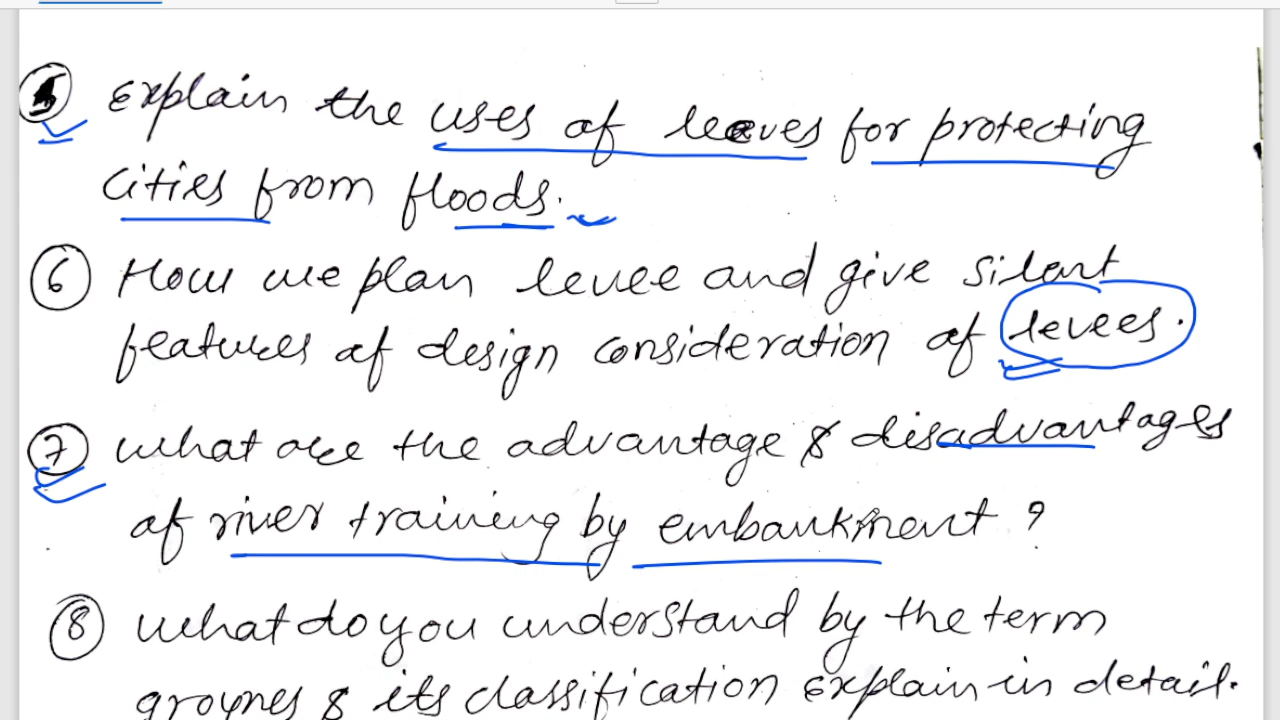 5 Explain the uses of leeves for protecting
cities from floods.
6 How we plan levee and give silent
features of design consideration of levees.
7 what are the advantage & disadvantages
of river training by embankment ?
8 what do you understand by the term
groynes & its classification explain in detail.